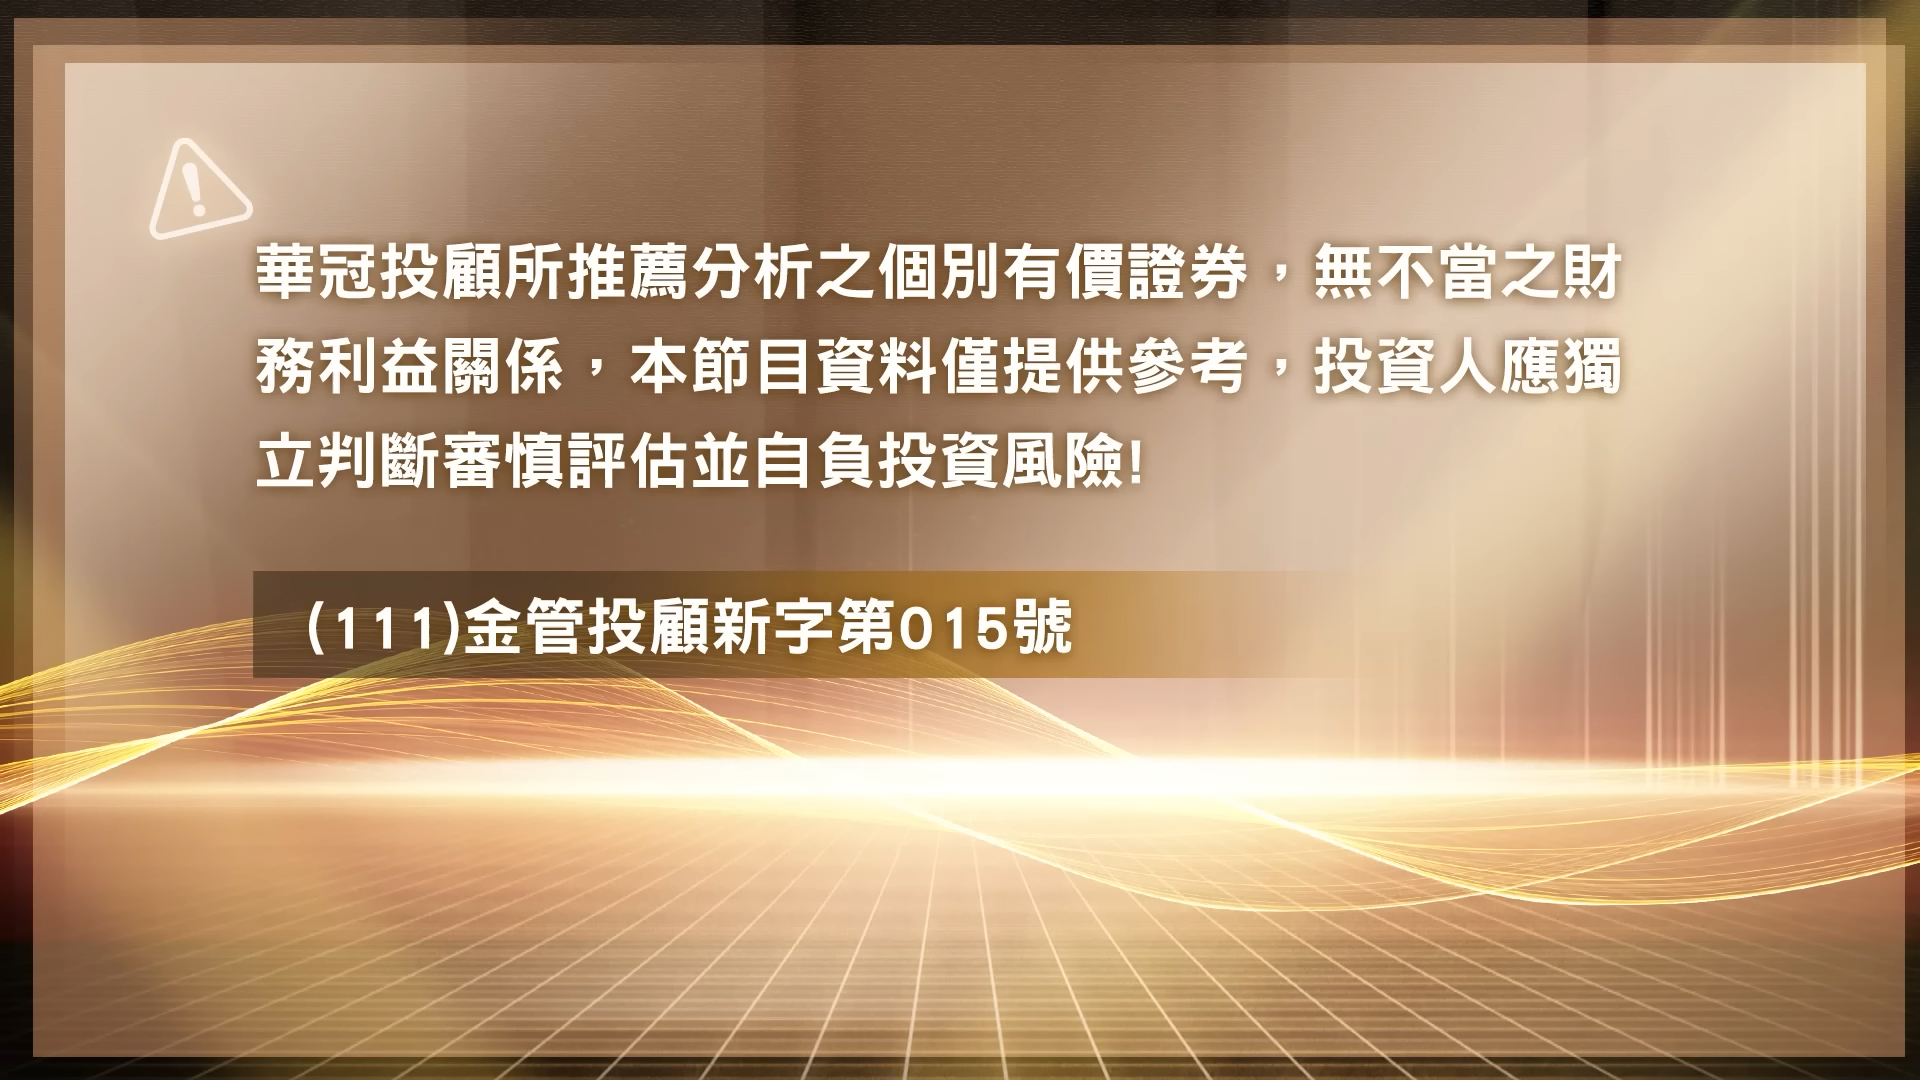 華冠投顧所推薦分析之個別有價證券，無不當之財
務利益關係，本節目資料僅提供參考，投資人應獨
立判斷審慎評估並自負投資風險!
(111)金管投顧新字第015號